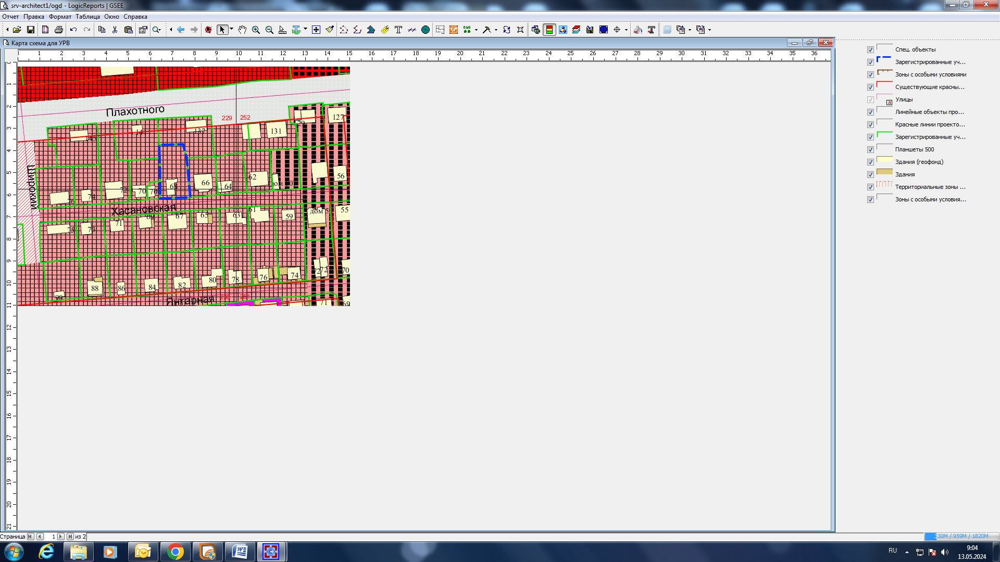 srv-architect1/ogd - LogicReports | GSEE
Отчет Правка Формат Таблица Окно Справка
Карта схема для УРВ
0 1 2 3 4 5 6 7 8 9 10 11 12 13 14 15 16 17 18 19 20 21 22 23 24 25 26 27 28 29 30 31 32 33 34 35 36
0 1 2 3 4 5 6 7 8 9 10 11 12 13 14 15 16 17 18 19 20 21
Плахотного
229 252
127
137
131
Широкий
56
66
62
64
68
72
70
70
74
76
Хасановская
дом 5
55
67
65
63
61
59
69
71
73
75
72
70
74
76
78
80
82
84
86
88
90
Янтарная
71
69
Спец. объекты
Зарегистрированные уч...
Зоны с особыми условиями
Существующие красны...
Улицы
a
Линейные объекты про...
Красные линии проекто...
Зарегистрированные уч...
Планшеты 500
Здания (геофонд)
Здания
Территориальные зоны ...
Зоны с особыми условия...
Страница 1 из 2
330M / 959M / 1820M
RU
9:04
13.05.2024